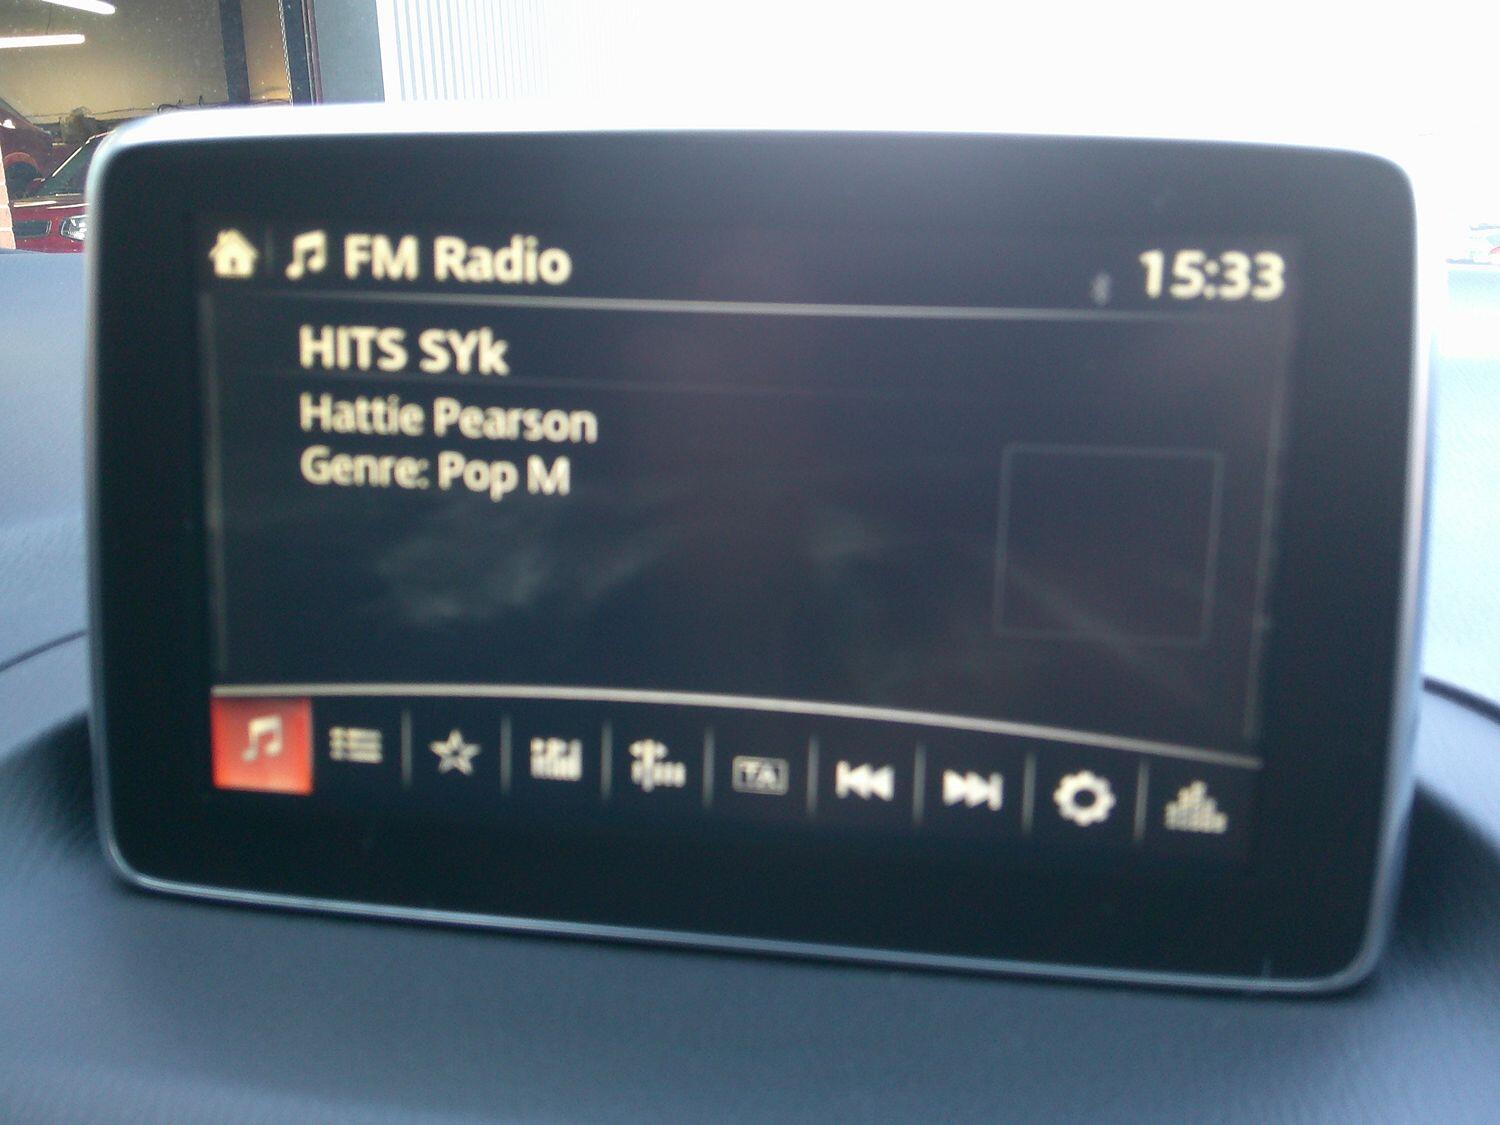 FM Radio
15:33
HITS SYk
Hattie Pearson
Genre: Pop M
TA